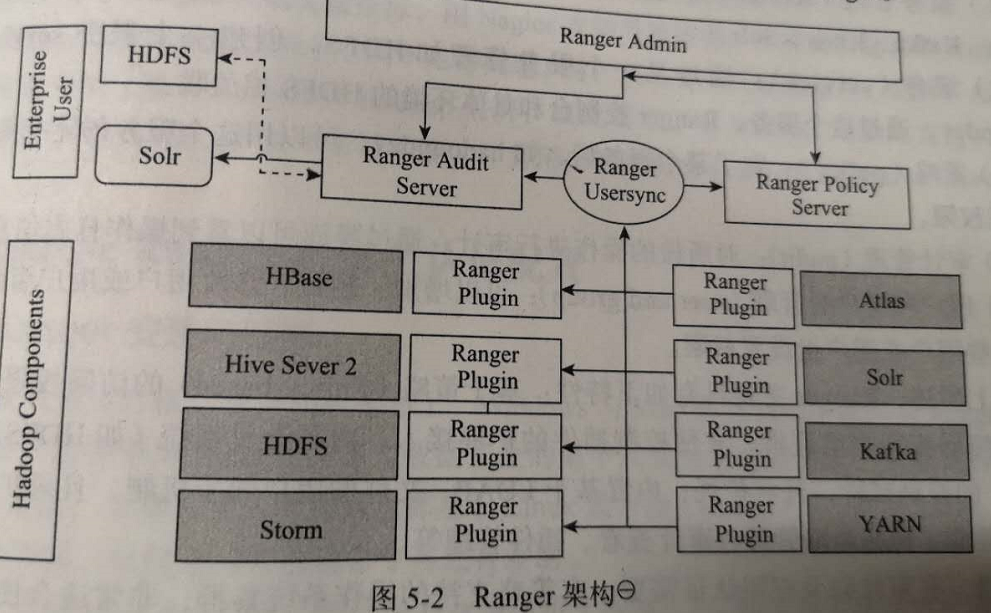 Ranger Admin
Enterprise
User
HDFS
Solr
Ranger Audit
Server
Ranger
Usersync
Ranger Policy
Server
Hadoop Components
HBase
Ranger
Plugin
Ranger
Plugin
Atlas
Hive Sever 2
Ranger
Plugin
Ranger
Plugin
Solr
HDFS
Ranger
Plugin
Ranger
Plugin
Kafka
Storm
Ranger
Plugin
Ranger
Plugin
YARN
图 5-2 Ranger 架构㊀